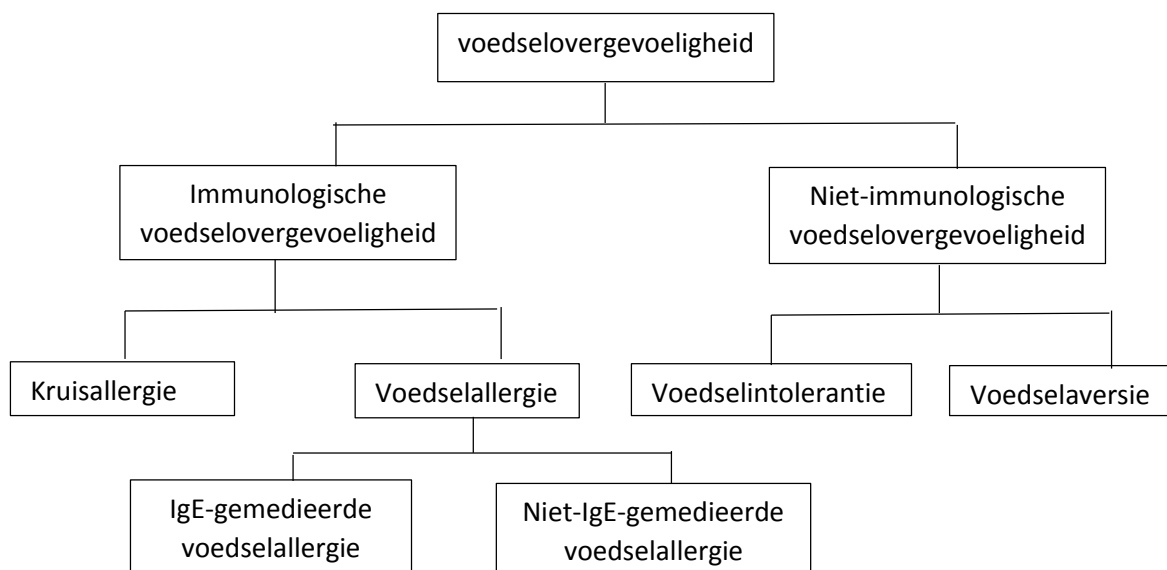 voedselovergevoeligheid
Immunologische
voedselovergevoeligheid
Niet-immunologische
voedselovergevoeligheid
Kruisallergie
Voedselallergie
Voedselintolerantie
Voedselaversie
IgE-gemedieerde
voedselallergie
Niet-IgE-gemedieerde
voedselallergie